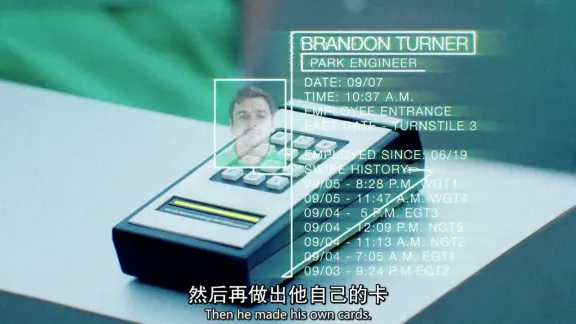 BRANDON TURNER
PARK ENGINEER
DATE: 09/07
TIME: 10:37 A.M.
EMPLOYEE ENTRANCE
EAST GATE - TURNSTILE 3
EMPLOYED SINCE: 06/19
SWIPE HISTORY:
09/05 - 8:28 P.M. WGT1
09/05 - 11:47 A.M. WGT4
09/04 - 5 P.M. EGT3
09/04 - 12:09 P.M. NGT5
09/04 - 11:13 A.M. NGT2
09/04 - 7:05 A.M. EGT1
09/03 - 9:24 P.M EGT2
然后再做出他自己的卡
Then he made his own cards.